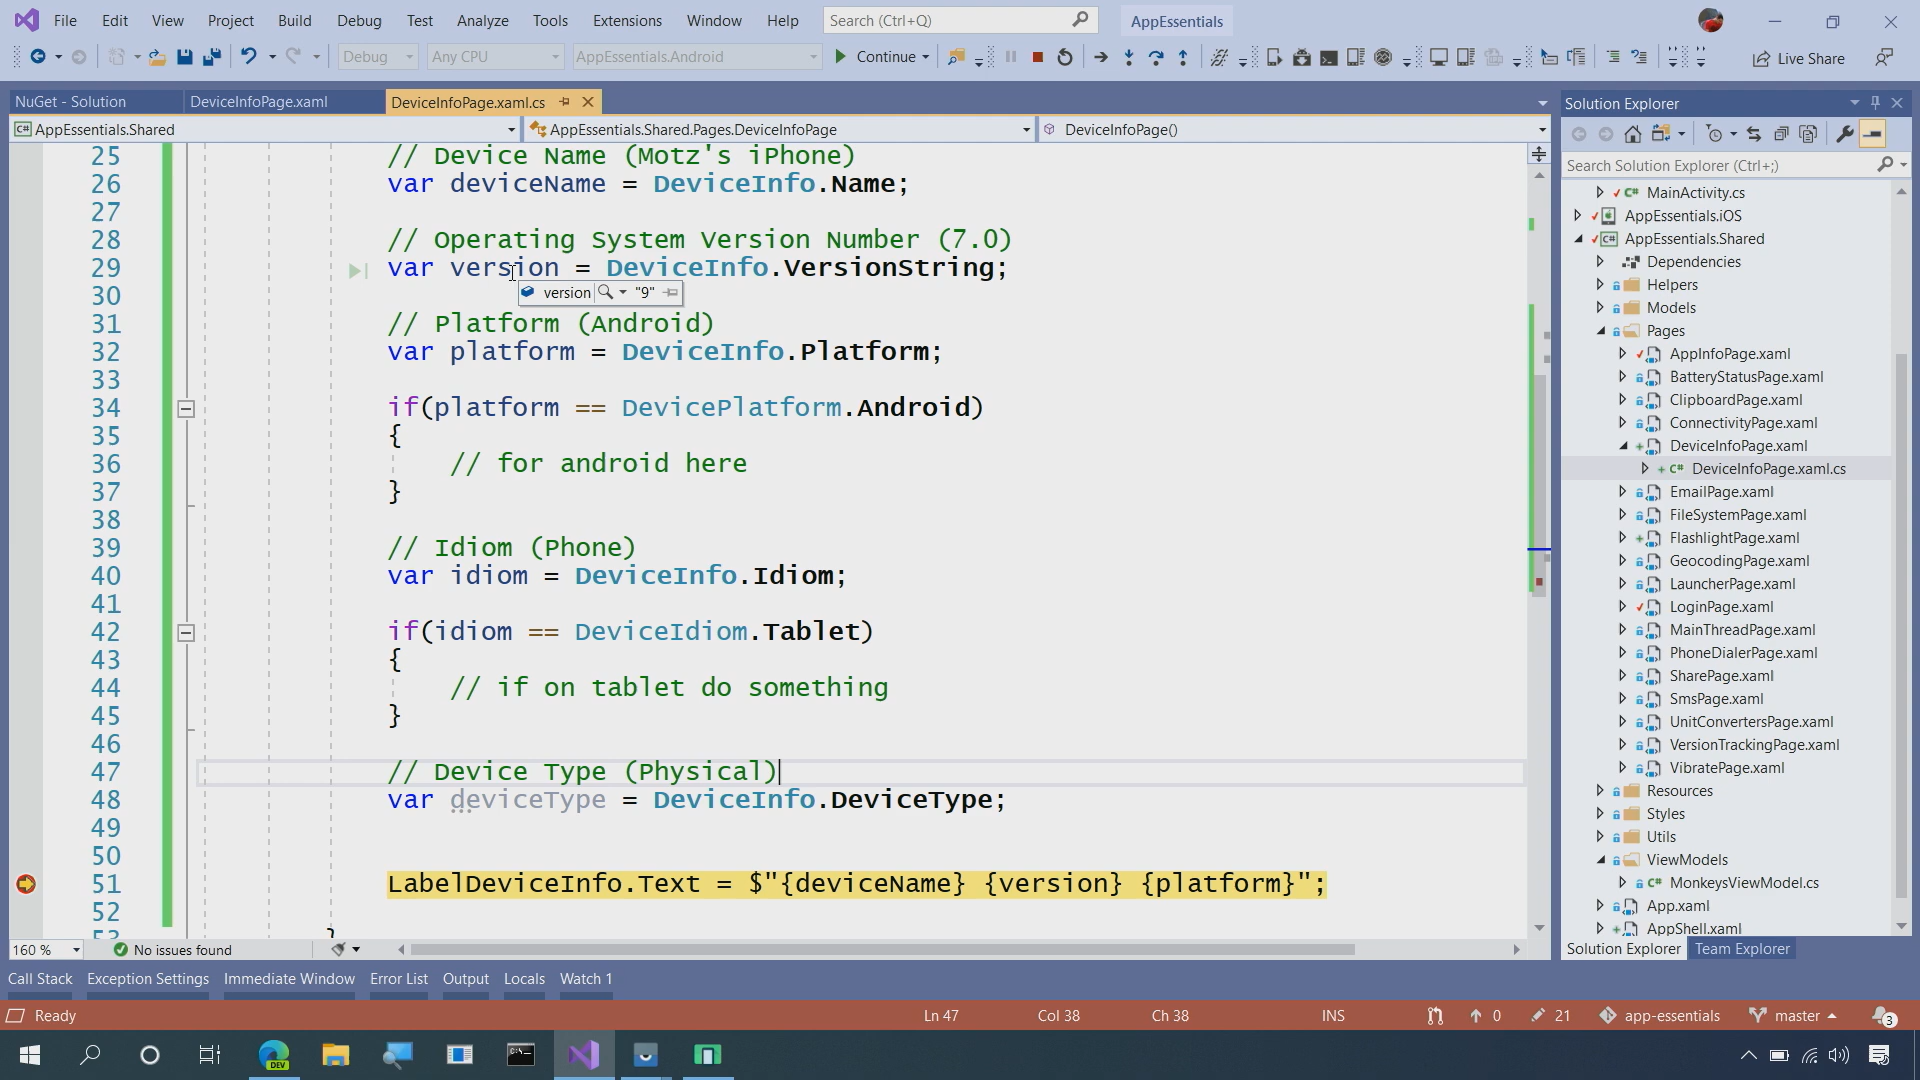 File Edit View Project Build Debug Test Analyze Tools Extensions Window Help Search (Ctrl+Q) AppEssentials
Debug Any CPU AppEssentials.Android Continue Live Share
NuGet - Solution DeviceInfoPage.xaml DeviceInfoPage.xaml.cs
AppEssentials.Shared AppEssentials.Shared.Pages.DeviceInfoPage DeviceInfoPage()
25 // Device Name (Motz's iPhone)
26 var deviceName = DeviceInfo.Name;
27
28 // Operating System Version Number (7.0)
29 var version = DeviceInfo.VersionString;
version "9"
30
31 // Platform (Android)
32 var platform = DeviceInfo.Platform;
33
34 if(platform == DevicePlatform.Android)
35 {
36 // for android here
37 }
38
39 // Idiom (Phone)
40 var idiom = DeviceInfo.Idiom;
41
42 if(idiom == DeviceIdiom.Tablet)
43 {
44 // if on tablet do something
45 }
46
47 // Device Type (Physical)
48 var deviceType = DeviceInfo.DeviceType;
49
50
51 LabelDeviceInfo.Text = $"{deviceName} {version} {platform}";
52
53 }
160 % No issues found
Solution Explorer
Search Solution Explorer (Ctrl+;)
MainActivity.cs
AppEssentials.iOS
AppEssentials.Shared
Dependencies
Helpers
Models
Pages
AppInfoPage.xaml
BatteryStatusPage.xaml
ClipboardPage.xaml
ConnectivityPage.xaml
DeviceInfoPage.xaml
DeviceInfoPage.xaml.cs
EmailPage.xaml
FileSystemPage.xaml
FlashlightPage.xaml
GeocodingPage.xaml
LauncherPage.xaml
LoginPage.xaml
MainThreadPage.xaml
PhoneDialerPage.xaml
SharePage.xaml
SmsPage.xaml
UnitConvertersPage.xaml
VersionTrackingPage.xaml
VibratePage.xaml
Resources
Styles
Utils
ViewModels
MonkeysViewModel.cs
App.xaml
AppShell.xaml
Solution Explorer Team Explorer
Call Stack Exception Settings Immediate Window Error List Output Locals Watch 1
Ready Ln 47 Col 38 Ch 38 INS 0 21 app-essentials master 3
DEV